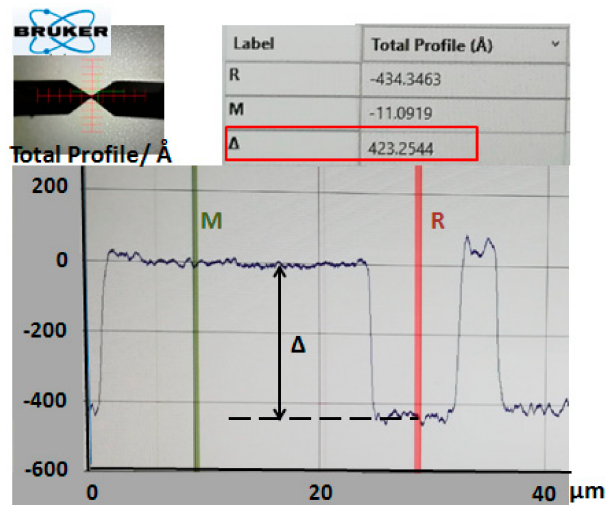 BRUKER
Label Total Profile (Å)
R -434.3463
M -11.0919
Δ 423.2544
Total Profile/ Å
200
0
-200
-400
-600
M
R
Δ
0 20 40 μm